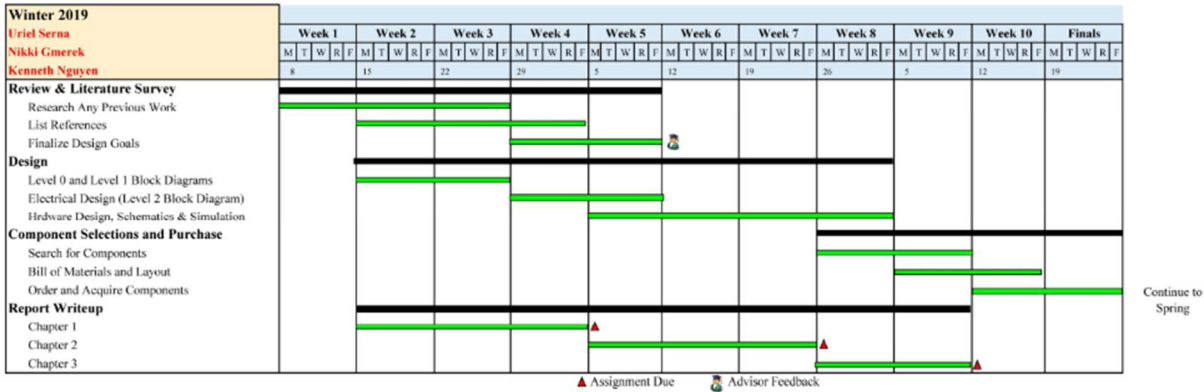 Winter 2019
Uriel Serna
Nikki Gmerek
Kenneth Nguyen
Week 1 Week 2 Week 3 Week 4 Week 5 Week 6 Week 7 Week 8 Week 9 Week 10 Finals
M T W R F M T W R F M T W R F M T W R F M T W R F M T W R F M T W R F M T W R F M T W R F M T W R F M T W R F
8 15 22 29 5 12 19 26 5 12 19
Review & Literature Survey
Research Any Previous Work
List References
Finalize Design Goals
Design
Level 0 and Level 1 Block Diagrams
Electrical Design (Level 2 Block Diagram)
Hrdware Design, Schematics & Simulation
Component Selections and Purchase
Search for Components
Bill of Materials and Layout
Order and Acquire Components
Continue to
Spring
Report Writeup
Chapter 1
Chapter 2
Chapter 3
Assignment Due Advisor Feedback